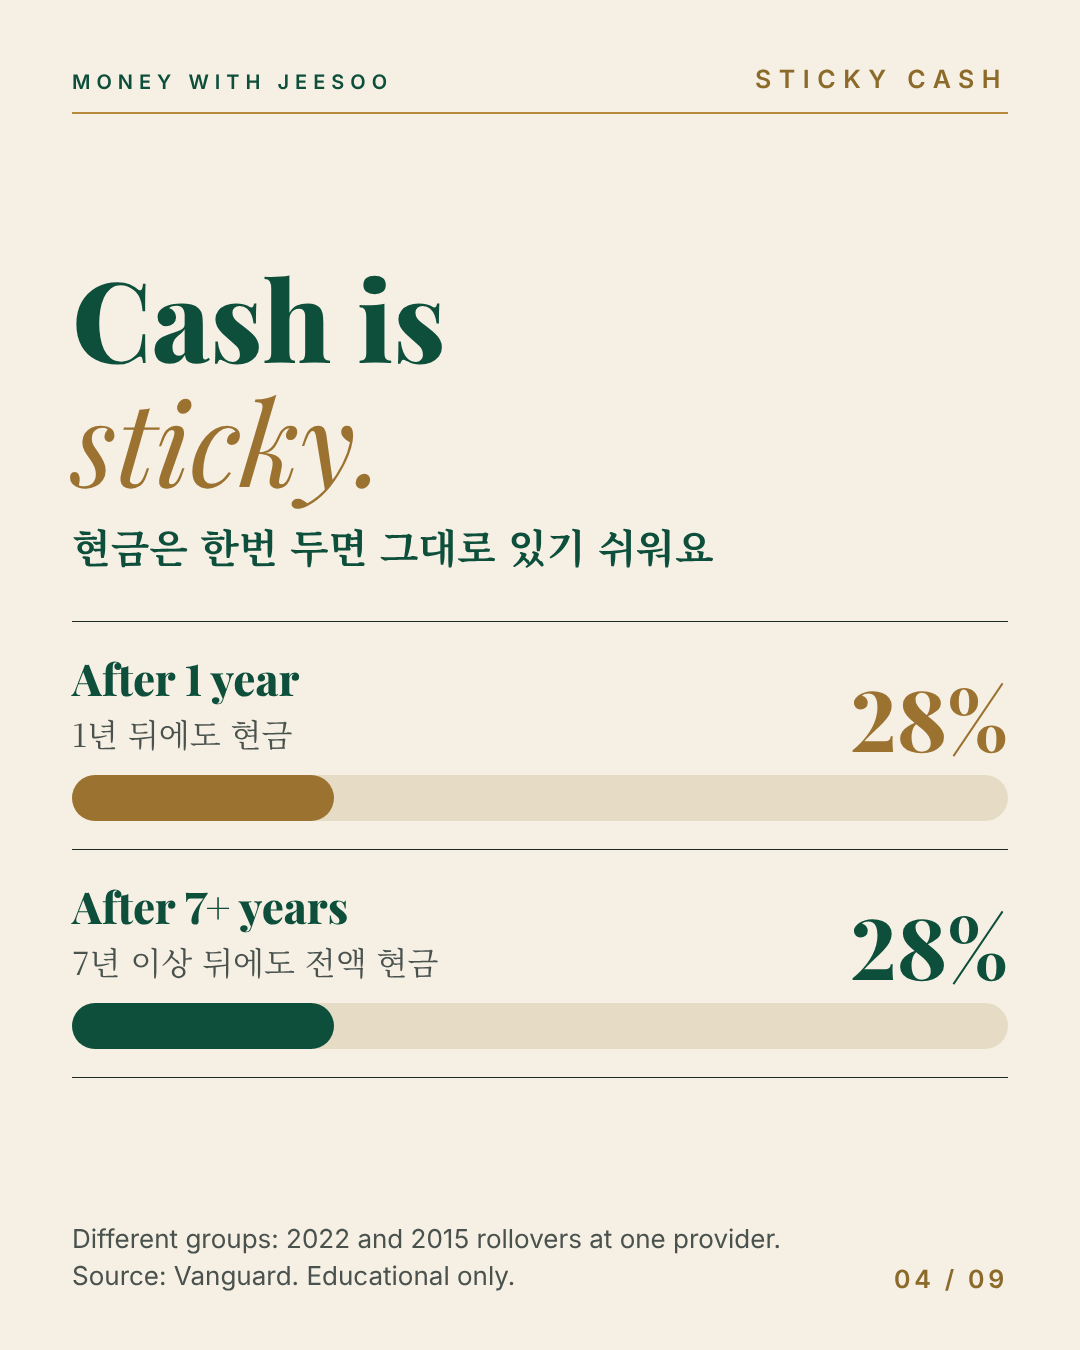 MONEY WITH JEESOO
STICKY CASH
Cash is
sticky.
현금은 한번 두면 그대로 있기 쉬워요
After 1 year
1년 뒤에도 현금
28%
After 7+ years
7년 이상 뒤에도 전액 현금
28%
Different groups: 2022 and 2015 rollovers at one provider.
Source: Vanguard. Educational only.
04 / 09